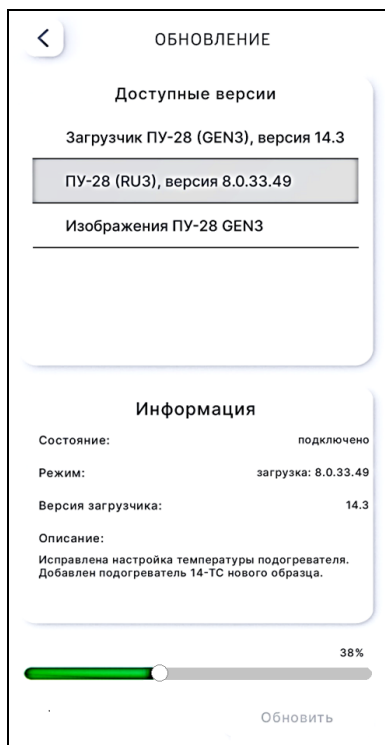 ОБНОВЛЕНИЕ
Доступные версии
Загрузчик ПУ-28 (GEN3), версия 14.3
ПУ-28 (RU3), версия 8.0.33.49
Изображения ПУ-28 GEN3
Информация
Состояние: подключено
Режим: загрузка: 8.0.33.49
Версия загрузчика: 14.3
Описание:
Исправлена настройка температуры подогревателя.
Добавлен подогреватель 14-ТС нового образца.
38%
Обновить